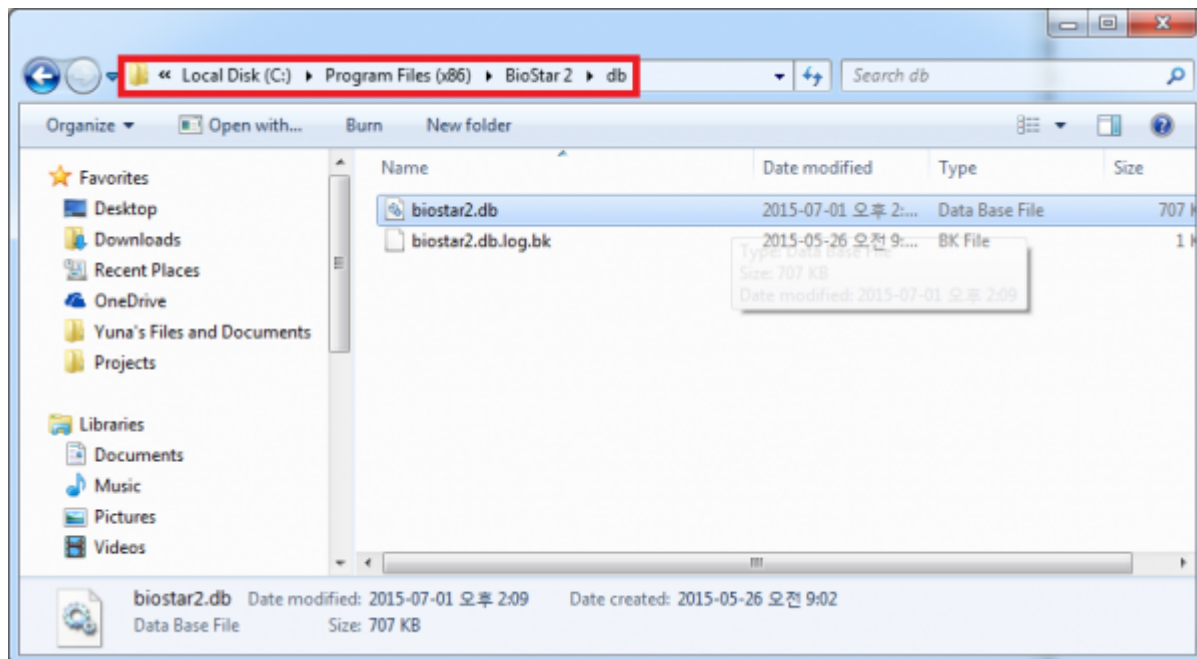 « Local Disk (C:) ▸ Program Files (x86) ▸ BioStar 2 ▸ db Search db
Organize Open with... Burn New folder
Favorites
Desktop
Downloads
Recent Places
OneDrive
Yuna's Files and Documents
Projects
Libraries
Documents
Music
Pictures
Videos
Name Date modified Type Size
biostar2.db 2015-07-01 오후 2:... Data Base File 707 K
biostar2.db.log.bk 2015-05-26 오전 9:... BK File 1 K
Type: Data Base File
Size: 707 KB
Date modified: 2015-07-01 오후 2:09
biostar2.db Date modified: 2015-07-01 오후 2:09 Date created: 2015-05-26 오전 9:02
Data Base File Size: 707 KB